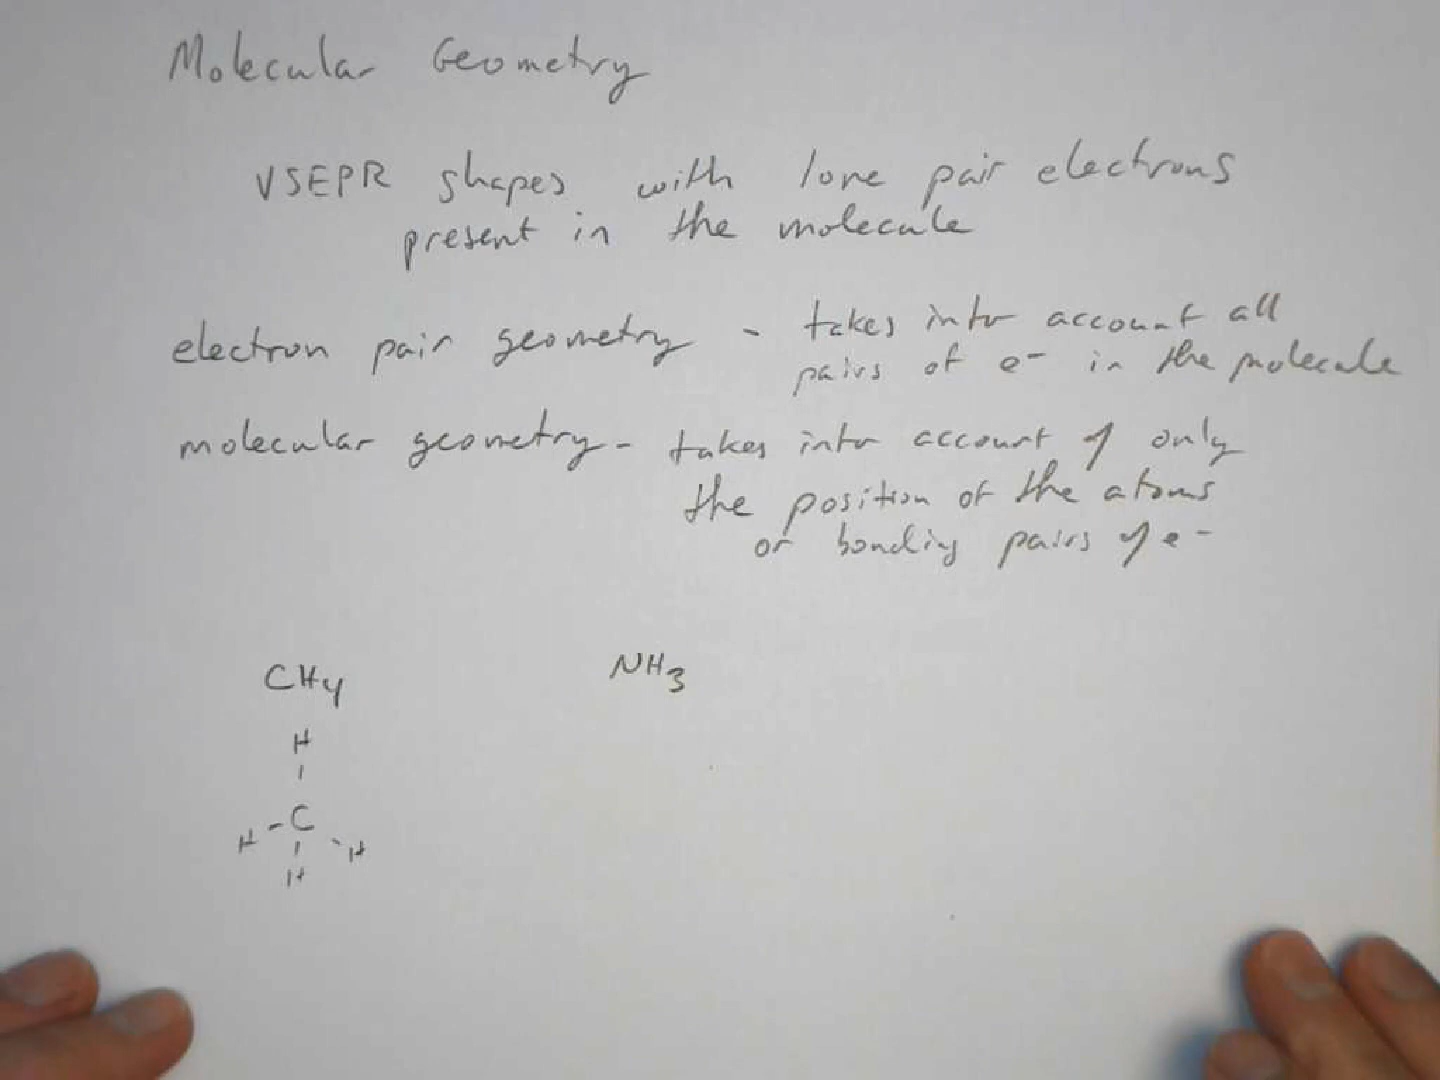 Molecular Geometry
VSEPR shapes with lone pair electrons
present in the molecule
electron pair geometry - takes into account all
pairs of e- in the molecule
molecular geometry - takes into account of only
the position of the atoms
or bonding pairs of e-
CH4 NH3
H
C
H H
H